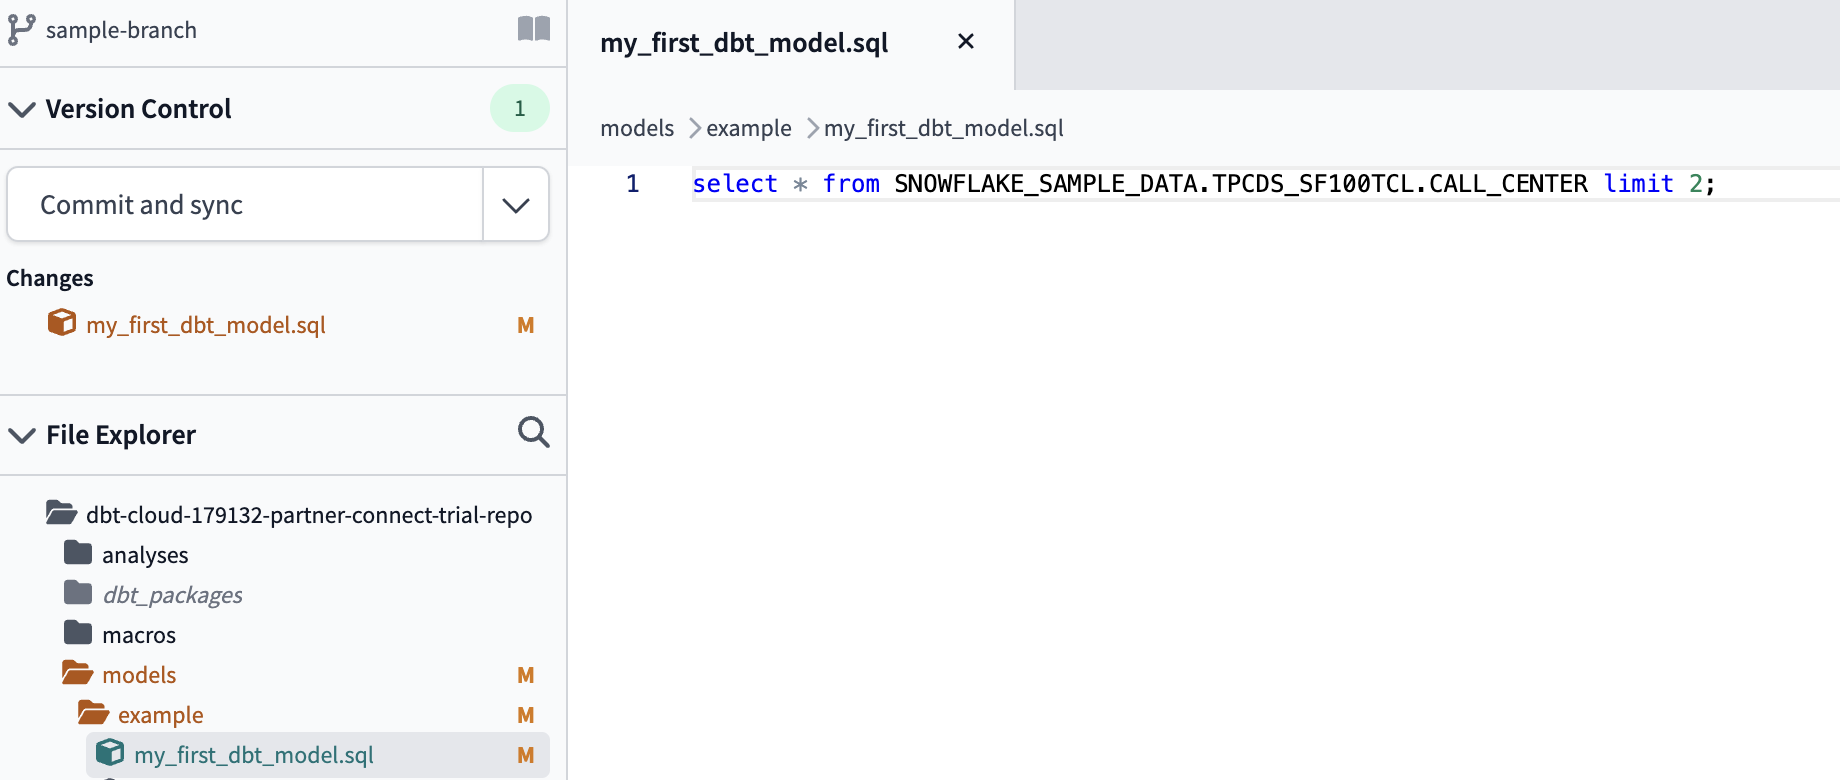 sample-branch
Version Control
1
Commit and sync
Changes
my_first_dbt_model.sql M
File Explorer
dbt-cloud-179132-partner-connect-trial-repo
analyses
dbt_packages
macros
models M
example M
my_first_dbt_model.sql M
my_first_dbt_model.sql
models example my_first_dbt_model.sql
1 select * from SNOWFLAKE_SAMPLE_DATA.TPCDS_SF100TCL.CALL_CENTER limit 2;